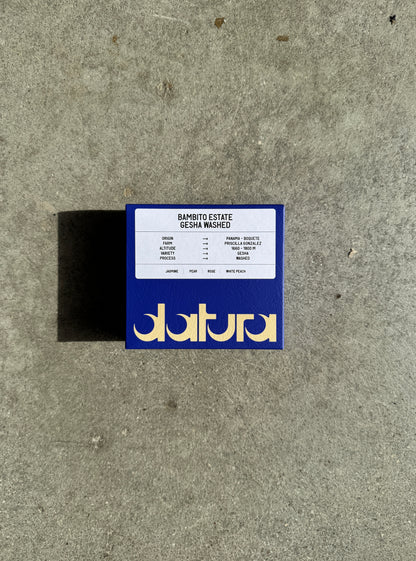 BAMBITO ESTATE
GESHA WASHED
ORIGIN → PANAMA - BOQUETE
FARM → PRISCILLA GONZALEZ
ALTITUDE → 1660 - 1800 M
VARIETY → GESHA
PROCESS → WASHED
JASMINE | PEAR | ROSE | WHITE PEACH
datura